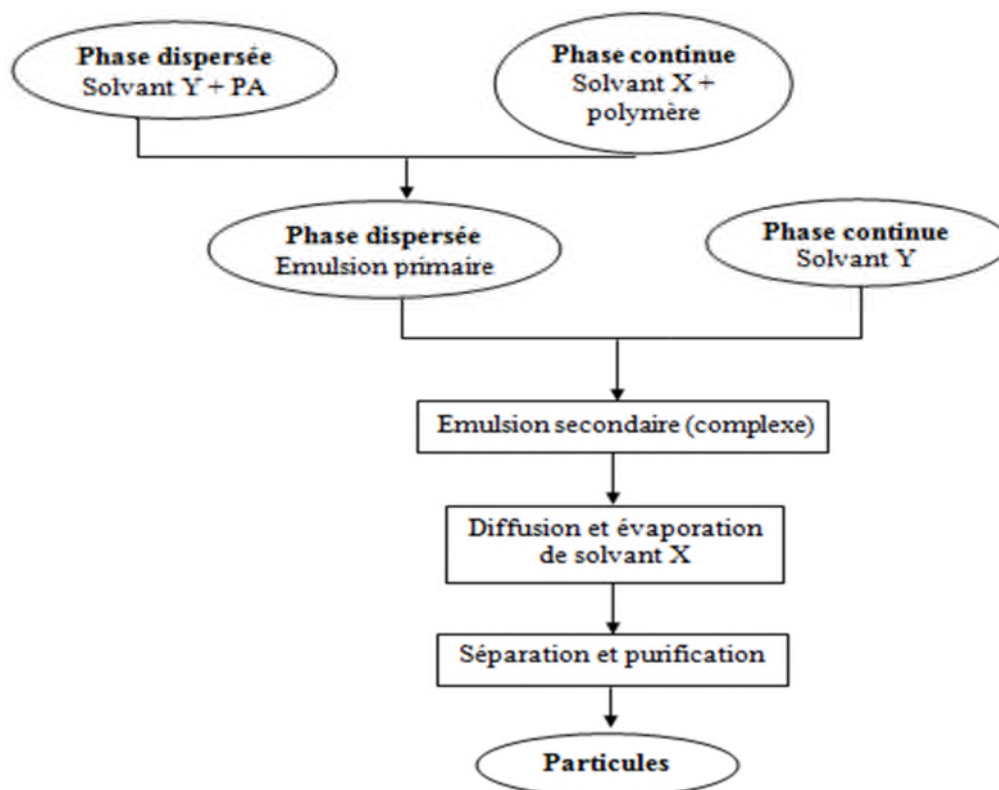 Phase dispersée
Solvant Y + PA
Phase continue
Solvant X +
polymère
Phase dispersée
Emulsion primaire
Phase continue
Solvant Y
Emulsion secondaire (complexe)
Diffusion et évaporation
de solvant X
Séparation et purification
Particules